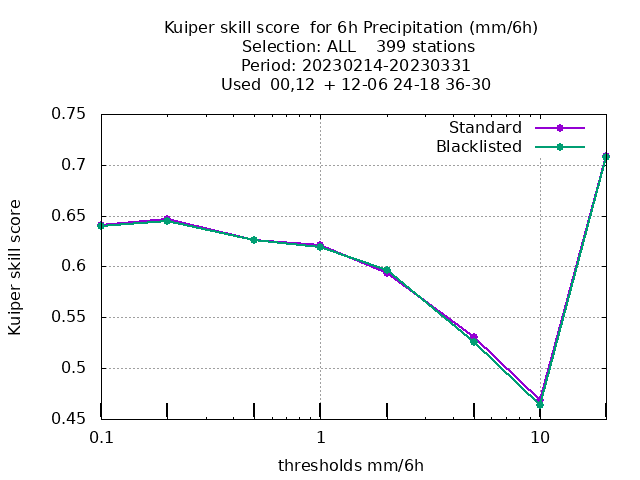 Kuiper skill score  for 6h Precipitation (mm/6h)
Selection: ALL    399 stations
Period: 20230214-20230331
Used  00,12  + 12-06 24-18 36-30
Standard
Blacklisted
Kuiper skill score
0.75
0.7
0.65
0.6
0.55
0.5
0.45
0.1 1 10
thresholds mm/6h